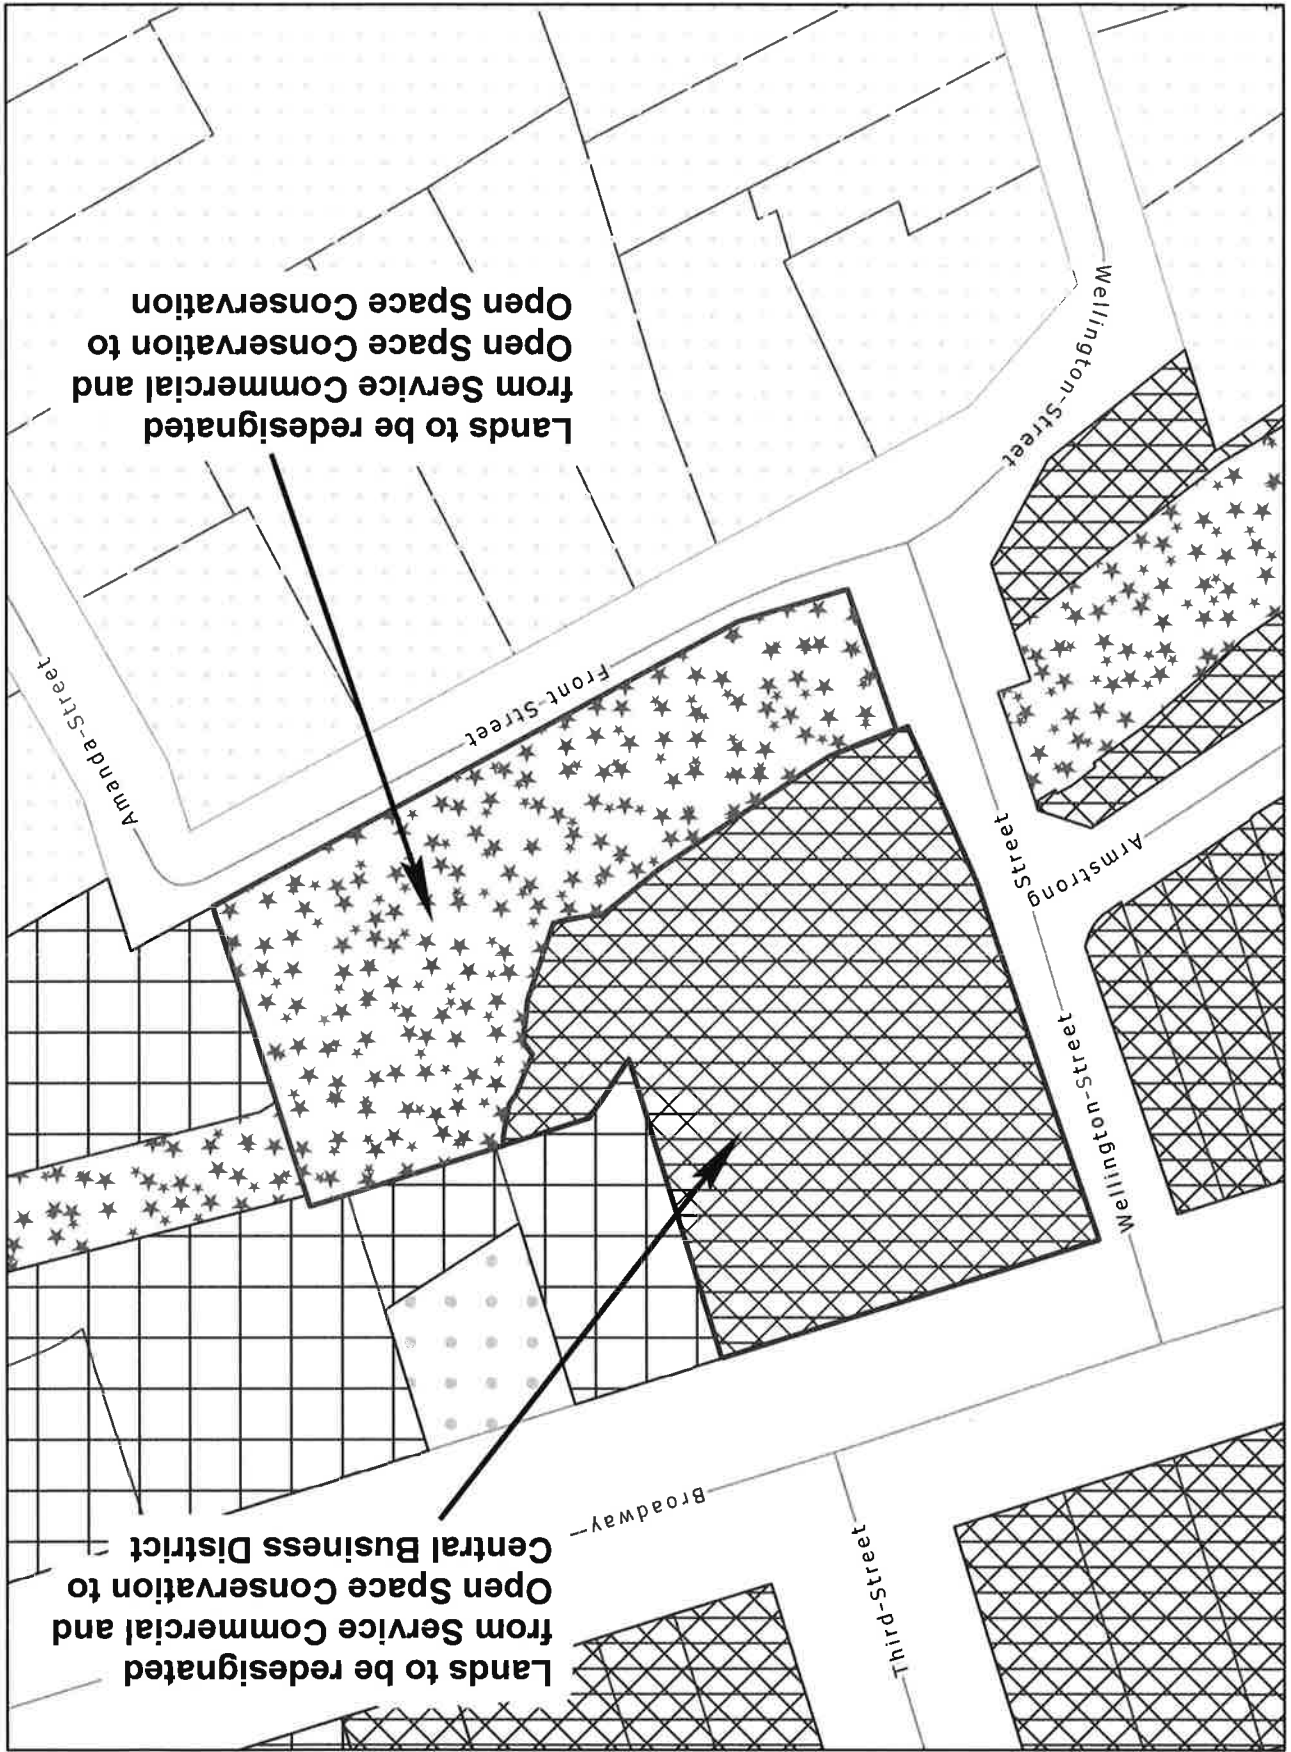 Lands to be redesignated
from Service Commercial and
Open Space Conservation to
Central Business District
Third-Street
Broadway
Wellington-Street
Armstrong
Street
Amanda-Street
Front-Street
Wellington-Street
Lands to be redesignated
from Service Commercial and
Open Space Conservation to
Open Space Conservation